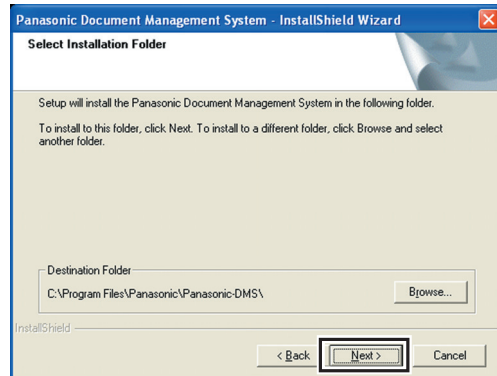 Panasonic Document Management System - InstallShield Wizard
Select Installation Folder
Setup will install the Panasonic Document Management System in the following folder.
To install to this folder, click Next. To install to a different folder, click Browse and select
another folder.
Destination Folder
C:\Program Files\Panasonic\Panasonic-DMS\
Browse...
InstallShield
< Back
Next >
Cancel